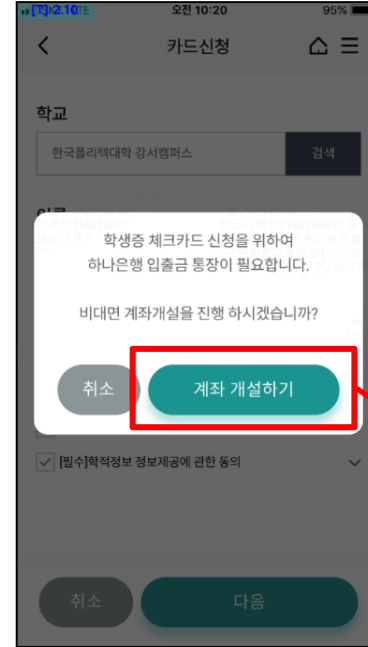 오전 10:20
95%
카드신청
학교
한국폴리텍대학 강서캠퍼스
검색
이름
학생증 체크카드 신청을 위하여
하나은행 입출금 통장이 필요합니다.
비대면 계좌개설을 진행 하시겠습니까?
취소
계좌 개설하기
[필수]학적정보 정보제공에 관한 동의
취소
다음